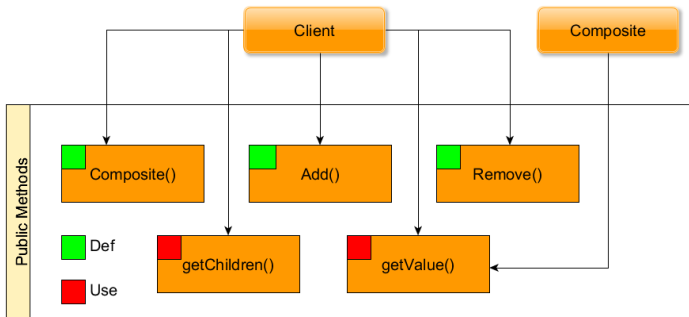 Client
Composite
Public Methods
Composite()
Add()
Remove()
Def
getChildren()
getValue()
Use